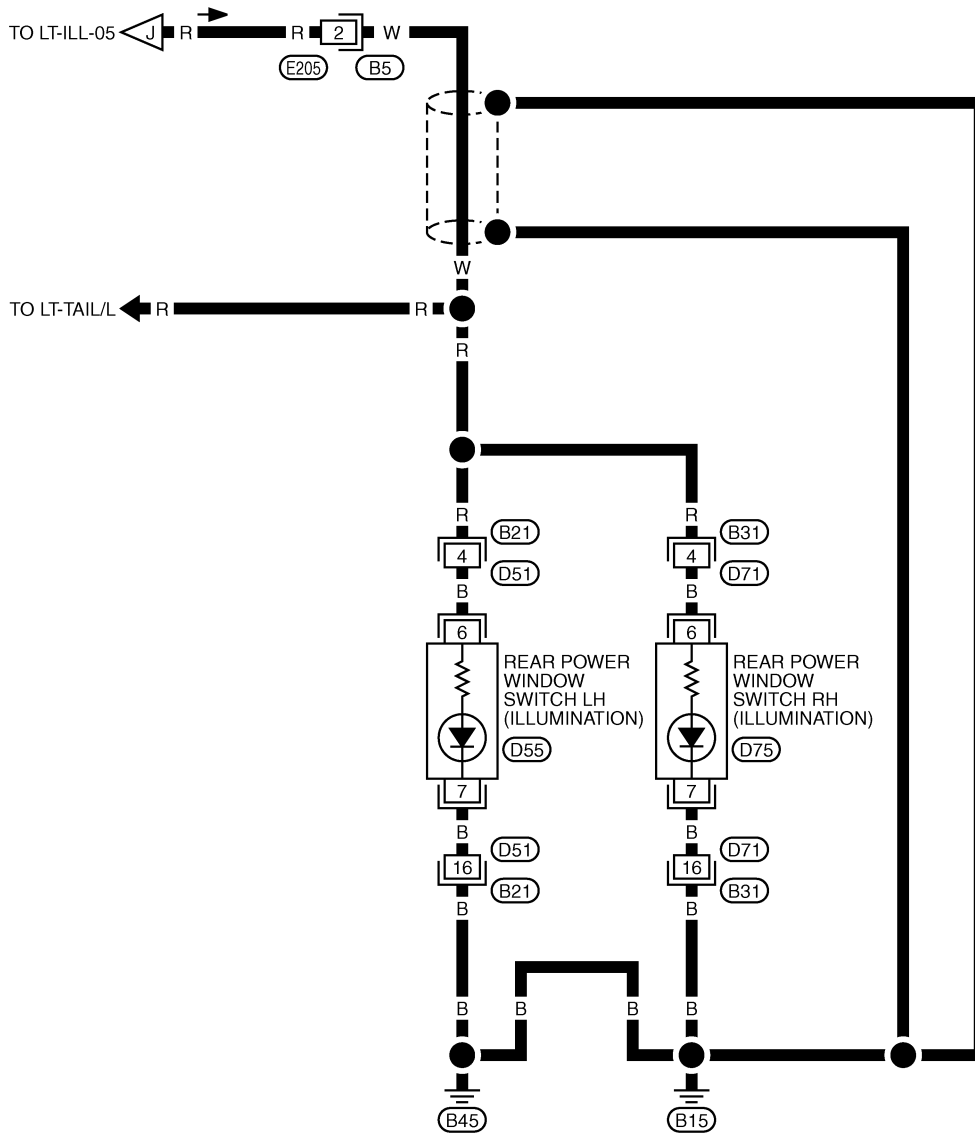 TO LT-ILL-05 J R R 2 W
E205 B5
W
TO LT-TAIL/L R R
R
R R
B21 B31
4 4
D51 D71
B B
6 6
REAR POWER
WINDOW
SWITCH LH
(ILLUMINATION)
D55
REAR POWER
WINDOW
SWITCH RH
(ILLUMINATION)
D75
7 7
B B
D51 D71
16 16
B21 B31
B B
B B B B
B45 B15